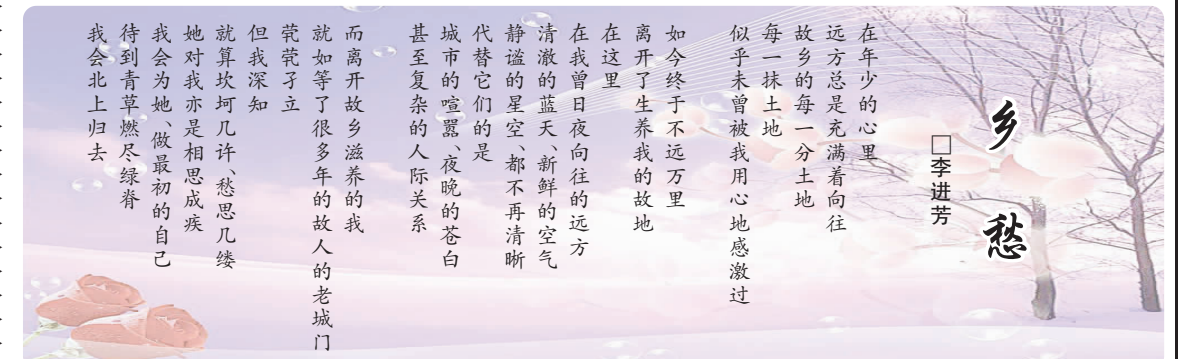 乡愁
□李进芳
在年少的心里
远方总是充满着向往
故乡的每一分土地
每一抹土地
似乎未曾被我用心地感激过
如今终于不远万里
离开了生养我的故地
在这里
在我曾日夜向往的远方
清澈的蓝天、新鲜的空气
静谧的星空、都不再清晰
代替它们的是
城市的喧嚣、夜晚的苍白
甚至复杂的人际关系
而离开故乡滋养的我
就如等了很多年的故人的老城门
茕茕孑立
但我深知
就算坎坷几许、愁思几缕
她对我亦是相思成疾
我会为她、做最初的自己
待到青草燃尽绿脊
我会北上归去